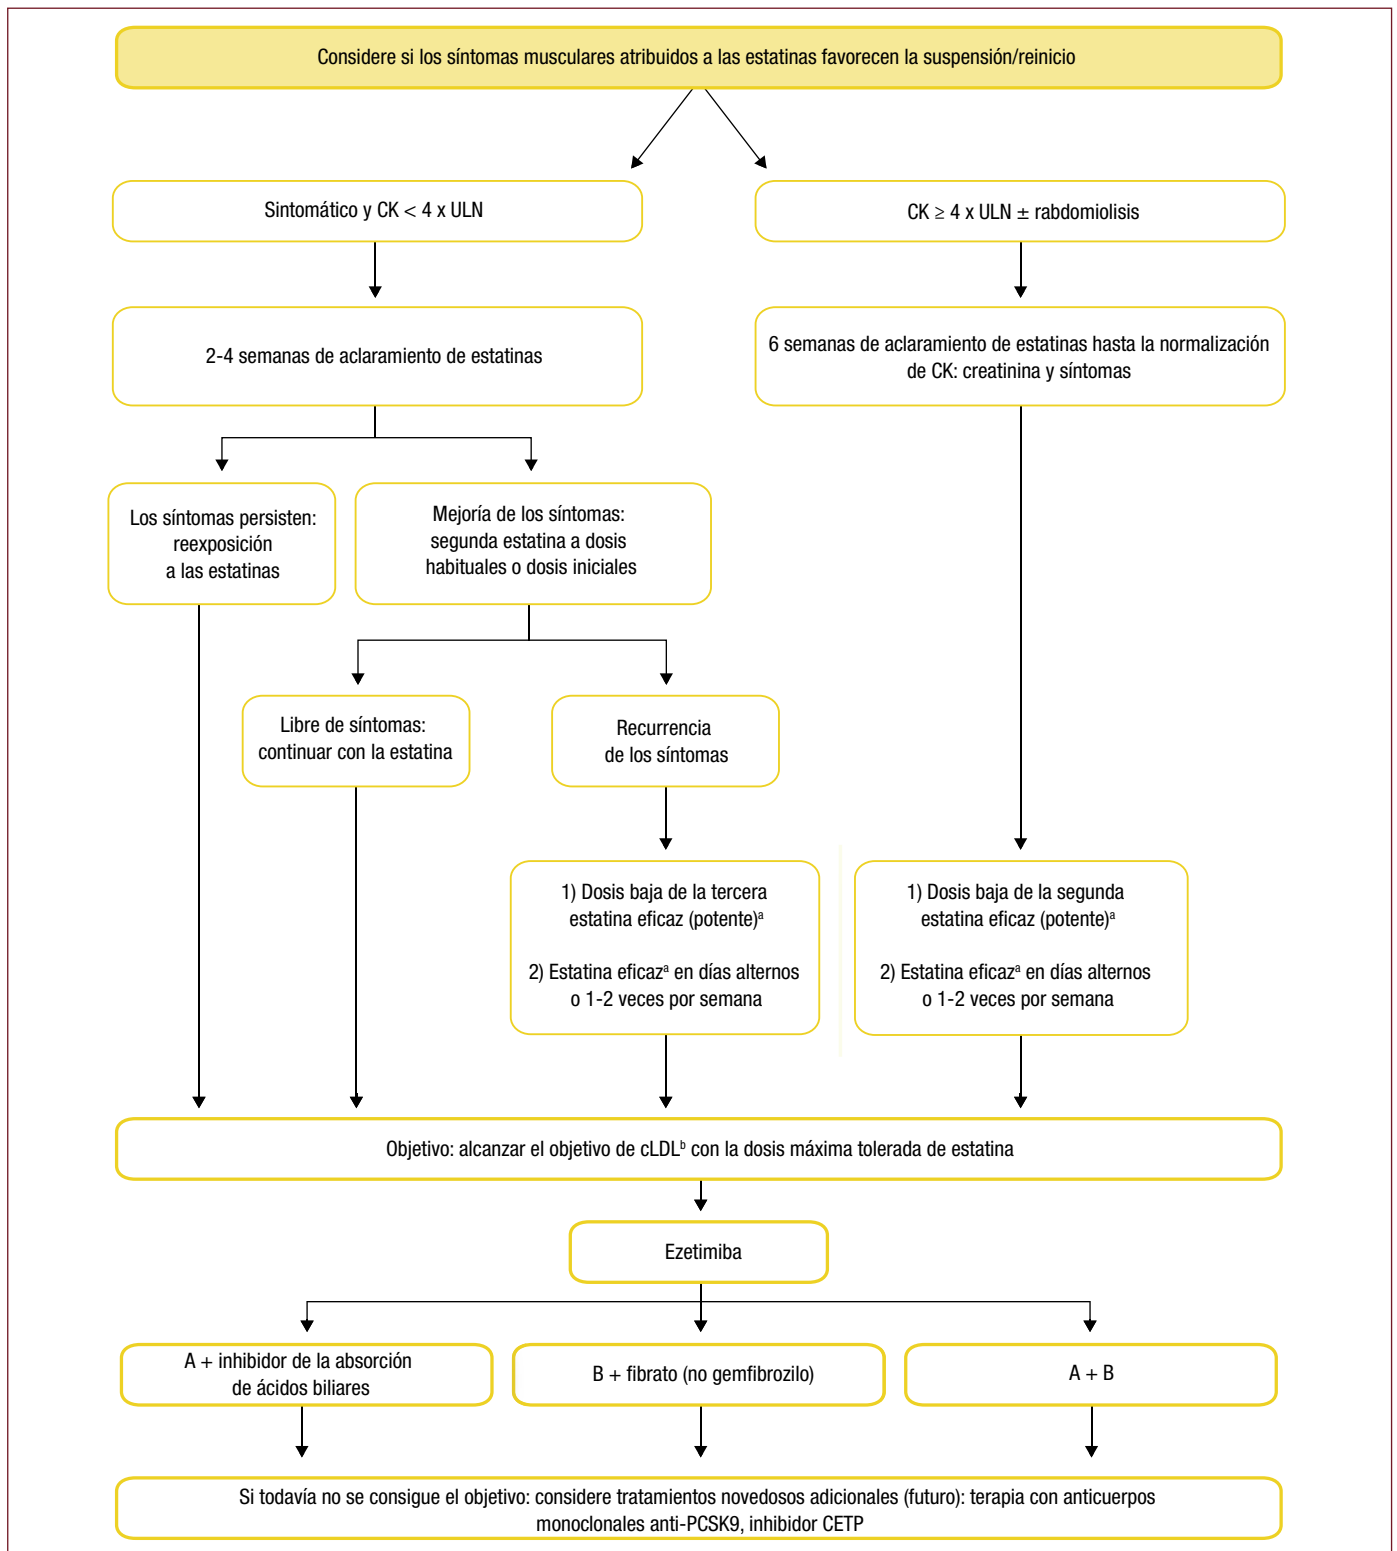 Considere si los síntomas musculares atribuidos a las estatinas favorecen la suspensión/reinicio
Sintomático y CK < 4 x ULN
CK ≥ 4 x ULN ± rabdomiolisis
2-4 semanas de aclaramiento de estatinas
6 semanas de aclaramiento de estatinas hasta la normalización
de CK: creatinina y síntomas
Los síntomas persisten:
reexposición
a las estatinas
Mejoría de los síntomas:
segunda estatina a dosis
habituales o dosis iniciales
Libre de síntomas:
continuar con la estatina
Recurrencia
de los síntomas
1) Dosis baja de la tercera
estatina eficaz (potente)ª
2) Estatina eficazª en días alternos
o 1-2 veces por semana
1) Dosis baja de la segunda
estatina eficaz (potente)ª
2) Estatina eficazª en días alternos
o 1-2 veces por semana
Objetivo: alcanzar el objetivo de cLDLᵇ con la dosis máxima tolerada de estatina
Ezetimiba
A + inhibidor de la absorción
de ácidos biliares
B + fibrato (no gemfibrozilo)
A + B
Si todavía no se consigue el objetivo: considere tratamientos novedosos adicionales (futuro): terapia con anticuerpos
monoclonales anti-PCSK9, inhibidor CETP